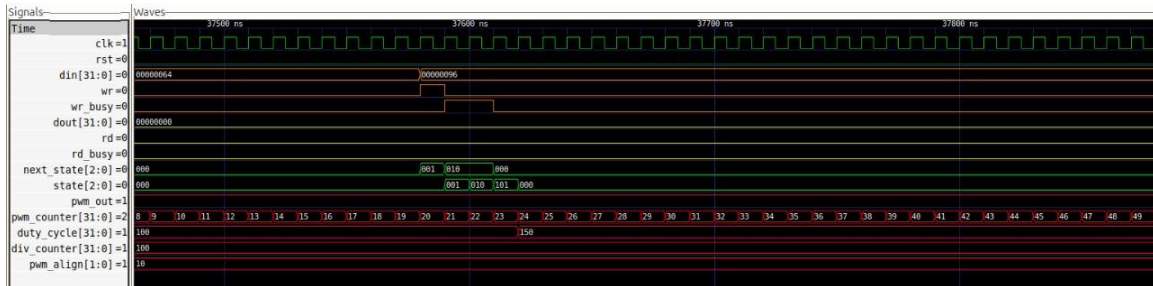 Signals Waves
Time 37500 ns 37600 ns 37700 ns 37800 ns
clk=1
rst=0
din[31:0]=0 00000064 00000096
wr=0
wr_busy=0
dout[31:0]=0 00000000
rd=0
rd_busy=0
next_state[2:0]=0 000 001 010 000
state[2:0]=0 000 001 010 101 000
pwm_out=1
pwm_counter[31:0]=2 8 9 10 11 12 13 14 15 16 17 18 19 20 21 22 23 24 25 26 27 28 29 30 31 32 33 34 35 36 37 38 39 40 41 42 43 44 45 46 47 48 49
duty_cycle[31:0]=1 100 150
div_counter[31:0]=1 100
pwm_align[1:0]=1 10